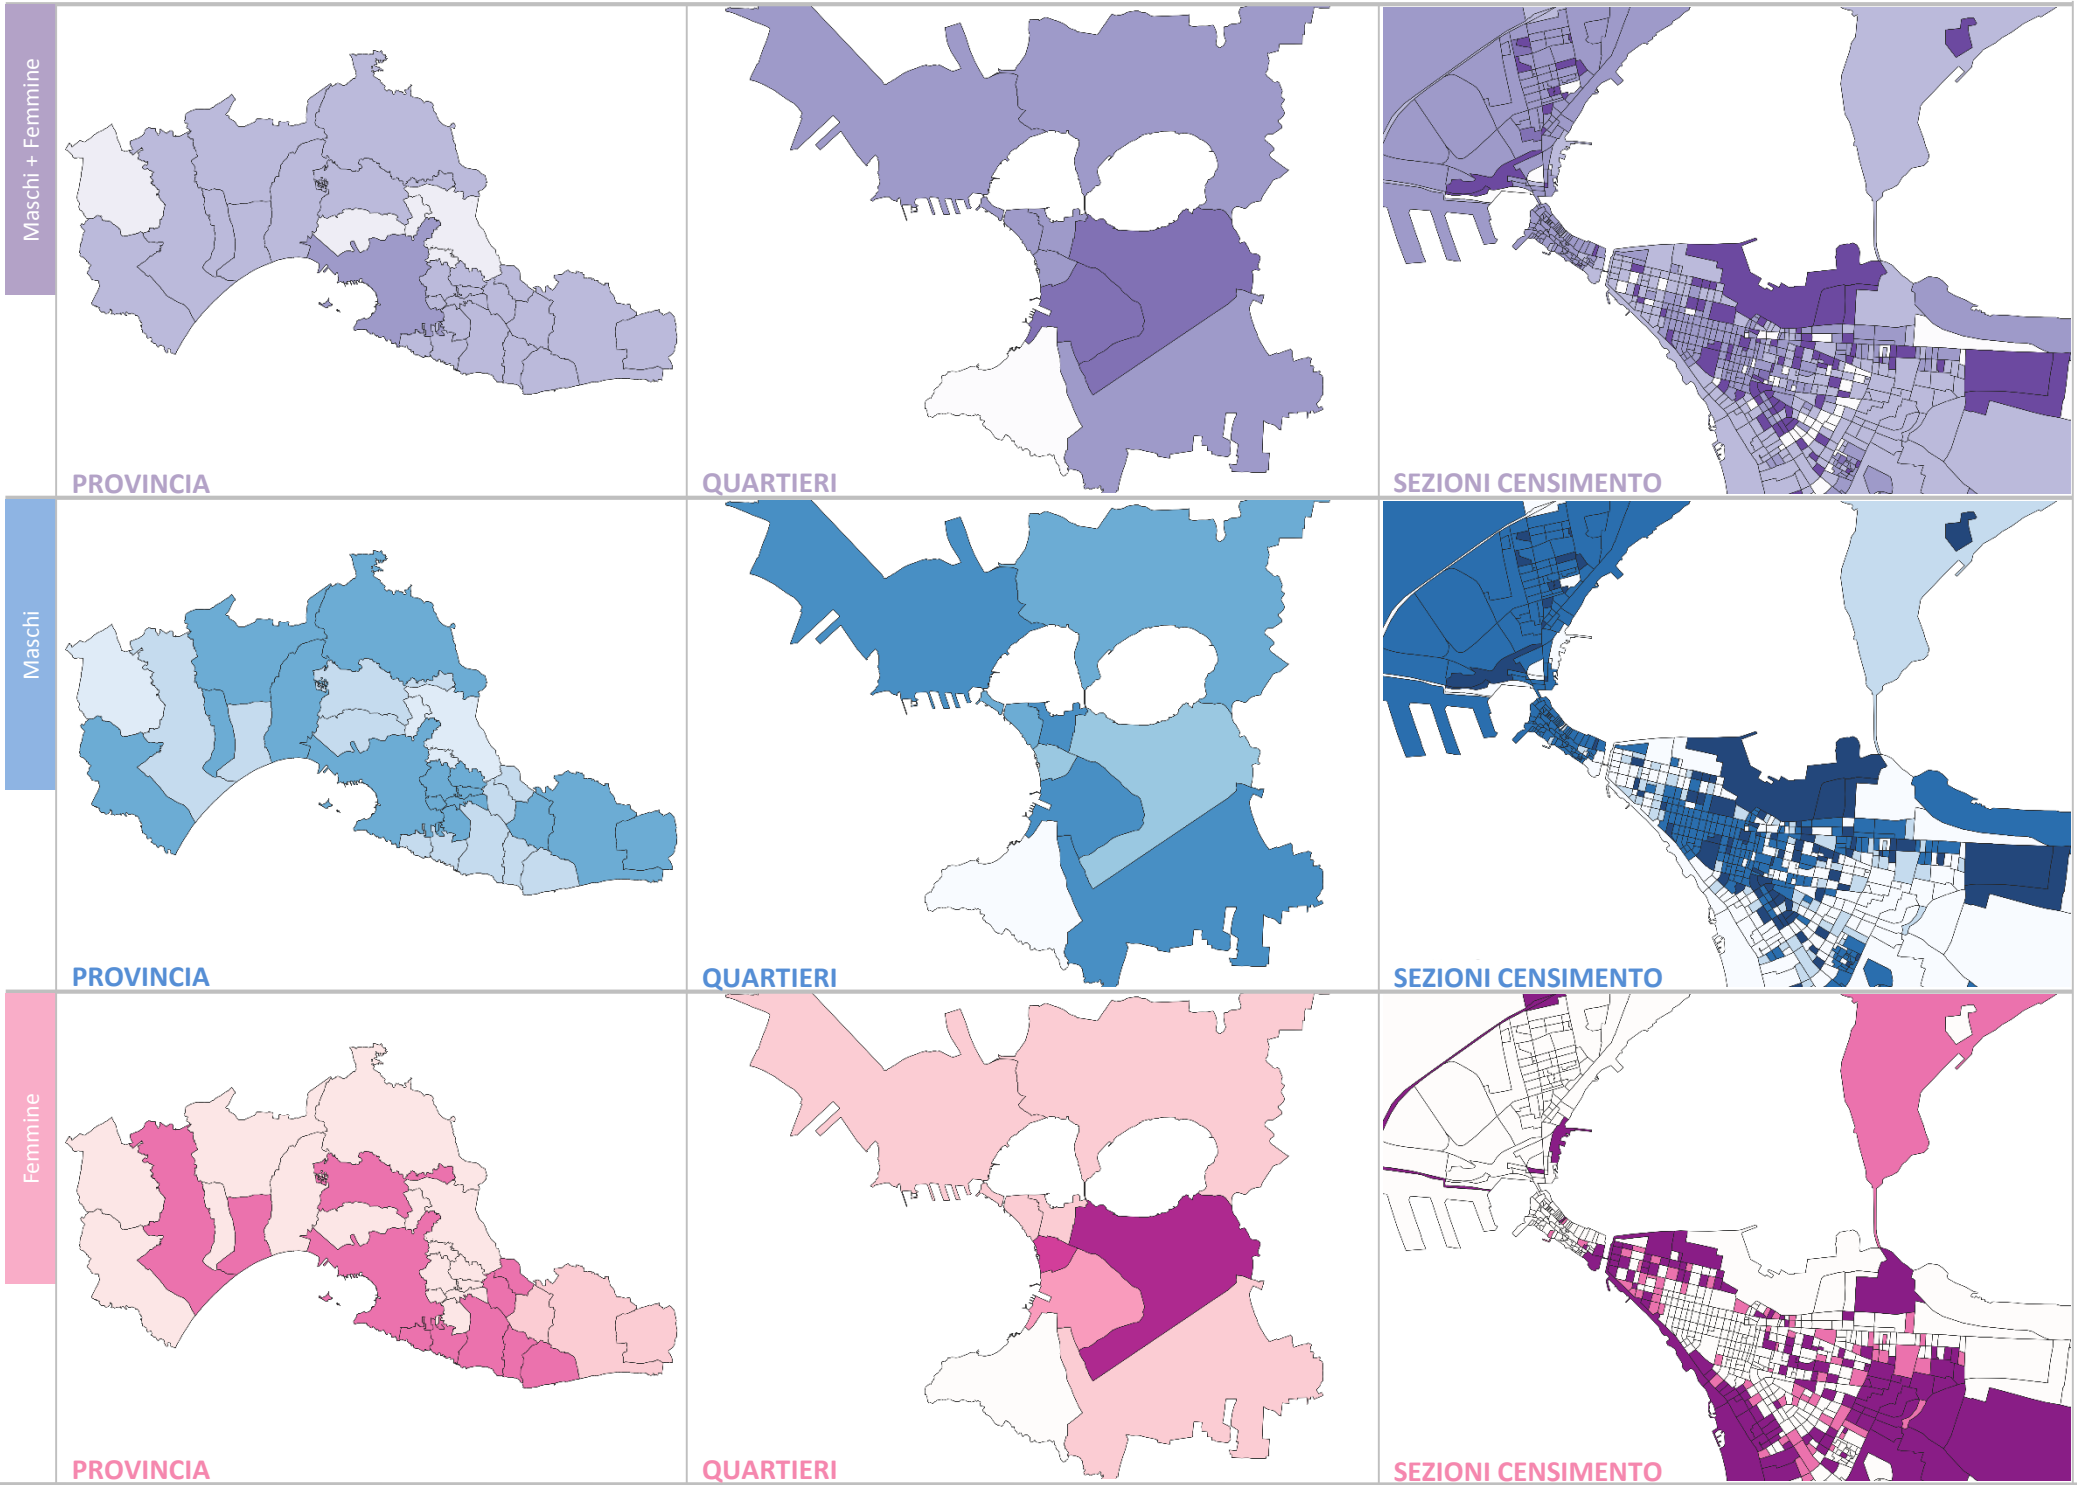 Maschi + Femmine
PROVINCIA
QUARTIERI
SEZIONI CENSIMENTO
Maschi
PROVINCIA
QUARTIERI
SEZIONI CENSIMENTO
Femmine
PROVINCIA
QUARTIERI
SEZIONI CENSIMENTO